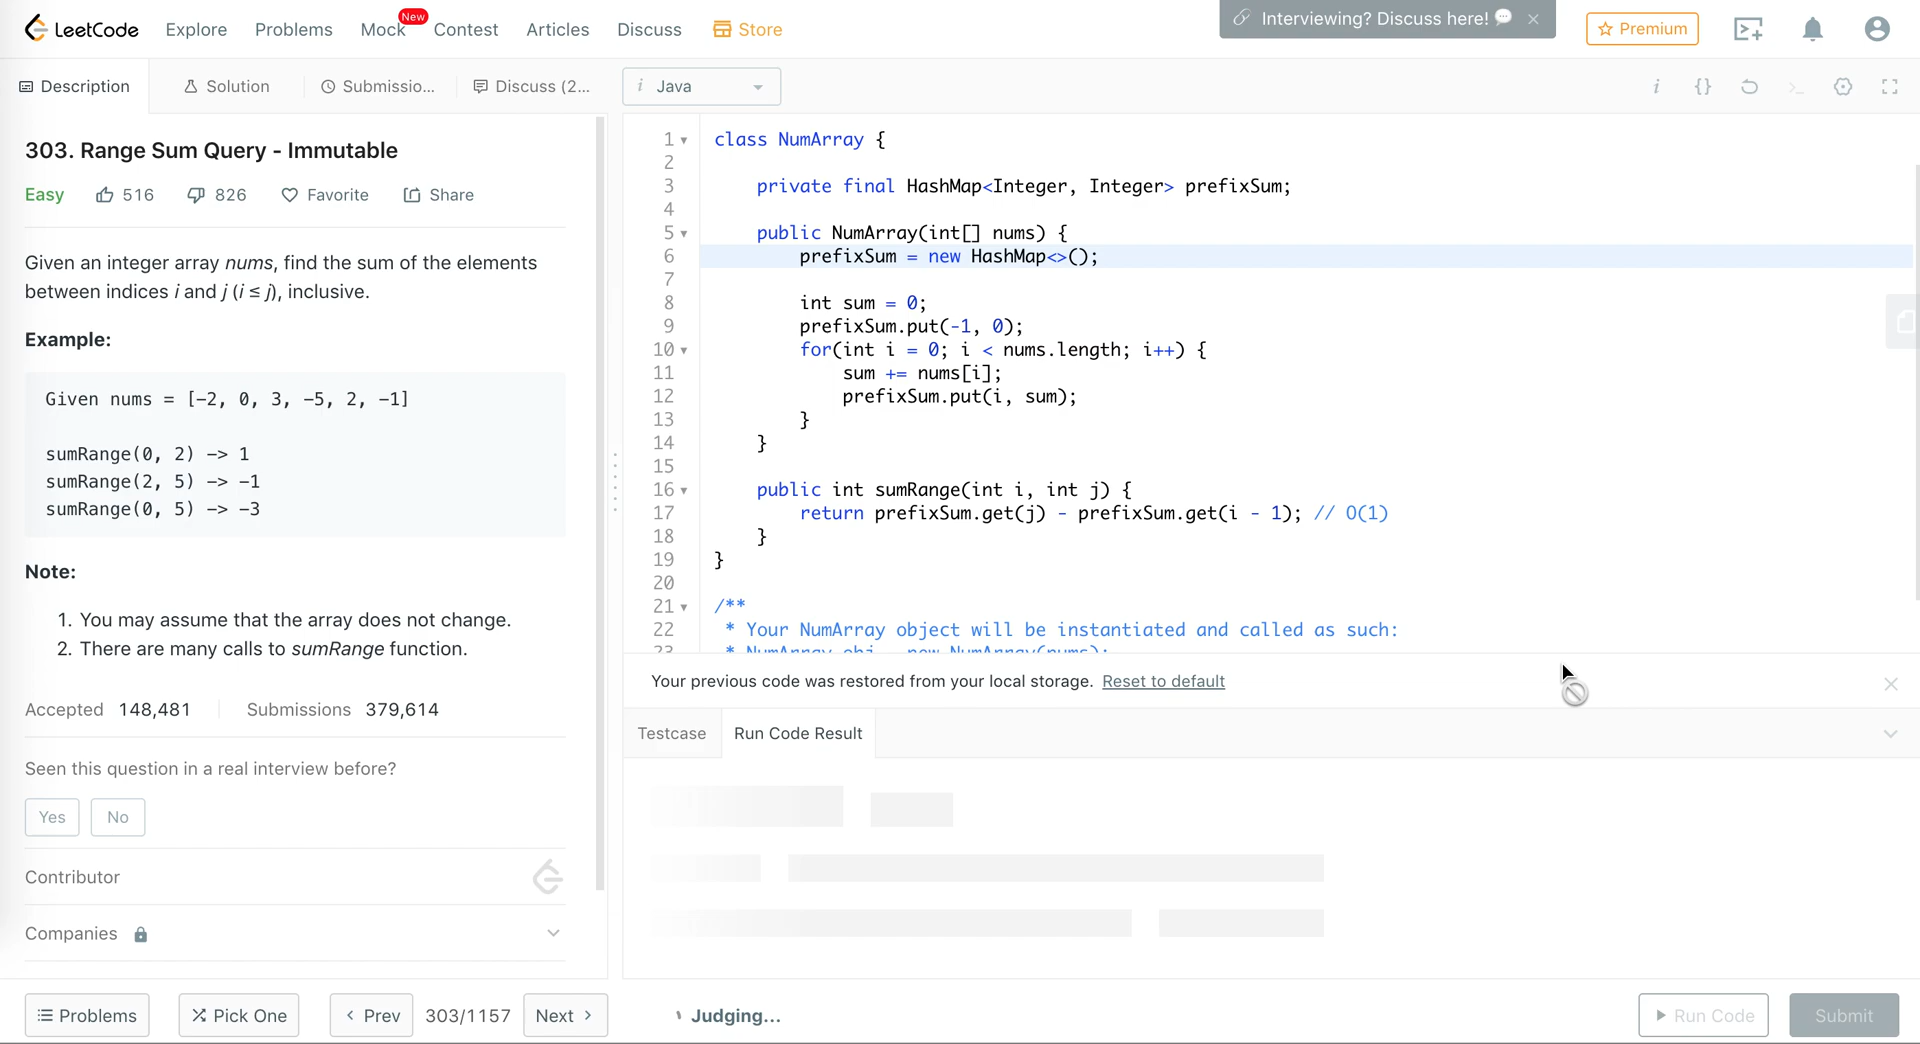 LeetCode
Explore
Problems
Mock
New
Contest
Articles
Discuss
Store
Interviewing? Discuss here!
Premium
Description
Solution
Submissio...
Discuss (2...
i Java
303. Range Sum Query - Immutable
Easy
516
826
Favorite
Share
Given an integer array nums, find the sum of the elements
between indices i and j (i ≤ j), inclusive.
Example:
Given nums = [-2, 0, 3, -5, 2, -1]
sumRange(0, 2) -> 1
sumRange(2, 5) -> -1
sumRange(0, 5) -> -3
Note:
1. You may assume that the array does not change.
2. There are many calls to sumRange function.
Accepted 148,481
Submissions 379,614
Seen this question in a real interview before?
Yes
No
Contributor
Companies
Problems
Pick One
Prev
303/1157
Next
1 class NumArray {
2
3 private final HashMap<Integer, Integer> prefixSum;
4
5 public NumArray(int[] nums) {
6 prefixSum = new HashMap<>();
7
8 int sum = 0;
9 prefixSum.put(-1, 0);
10 for(int i = 0; i < nums.length; i++) {
11 sum += nums[i];
12 prefixSum.put(i, sum);
13 }
14 }
15
16 public int sumRange(int i, int j) {
17 return prefixSum.get(j) - prefixSum.get(i - 1); // O(1)
18 }
19 }
20
21 /**
22 * Your NumArray object will be instantiated and called as such:
23 * NumArray obj = new NumArray(nums);
Your previous code was restored from your local storage. Reset to default
Testcase
Run Code Result
Judging...
Run Code
Submit